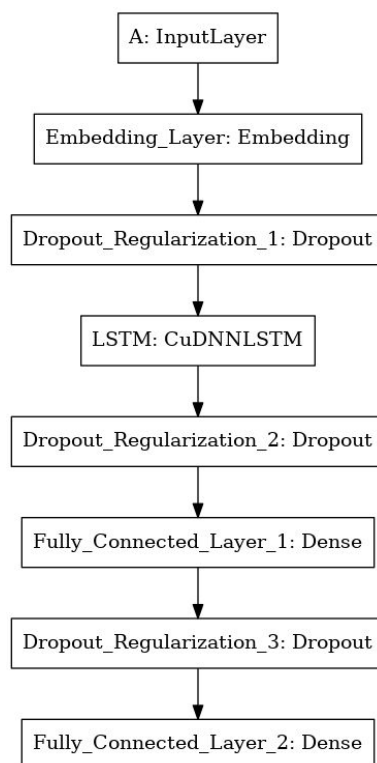 A: InputLayer
Embedding_Layer: Embedding
Dropout_Regularization_1: Dropout
LSTM: CuDNNLSTM
Dropout_Regularization_2: Dropout
Fully_Connected_Layer_1: Dense
Dropout_Regularization_3: Dropout
Fully_Connected_Layer_2: Dense